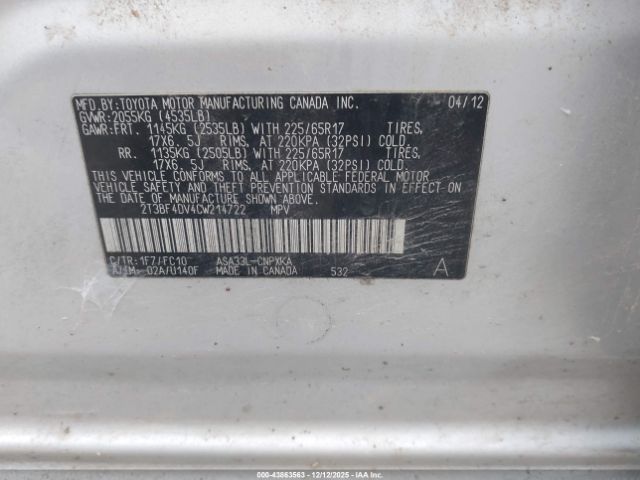 MFD.BY:TOYOTA MOTOR MANUFACTURING CANADA INC. 04/12
GVWR:2055KG (4535LB)
GAWR:FRT. 1145KG (2535LB) WITH 225/65R17 TIRES,
17X6. 5J RIMS, AT 220KPA (32PSI) COLD.
RR. 1135KG (2505LB) WITH 225/65R17 TIRES,
17X6. 5J RIMS, AT 220KPA (32PSI) COLD.
THIS VEHICLE CONFORMS TO ALL APPLICABLE FEDERAL MOTOR
VEHICLE SAFETY AND THEFT PREVENTION STANDARDS IN EFFECT ON
THE DATE OF MANUFACTURE SHOWN ABOVE.
2T3BF4DV4CW214722 MPV
C/TR:1F7/FC10 ASA33L-CNPXKA
A/TM:-02A/U140F MADE IN CANADA 532 A
000-43863563 - 12/12/2025 - IAA Inc.